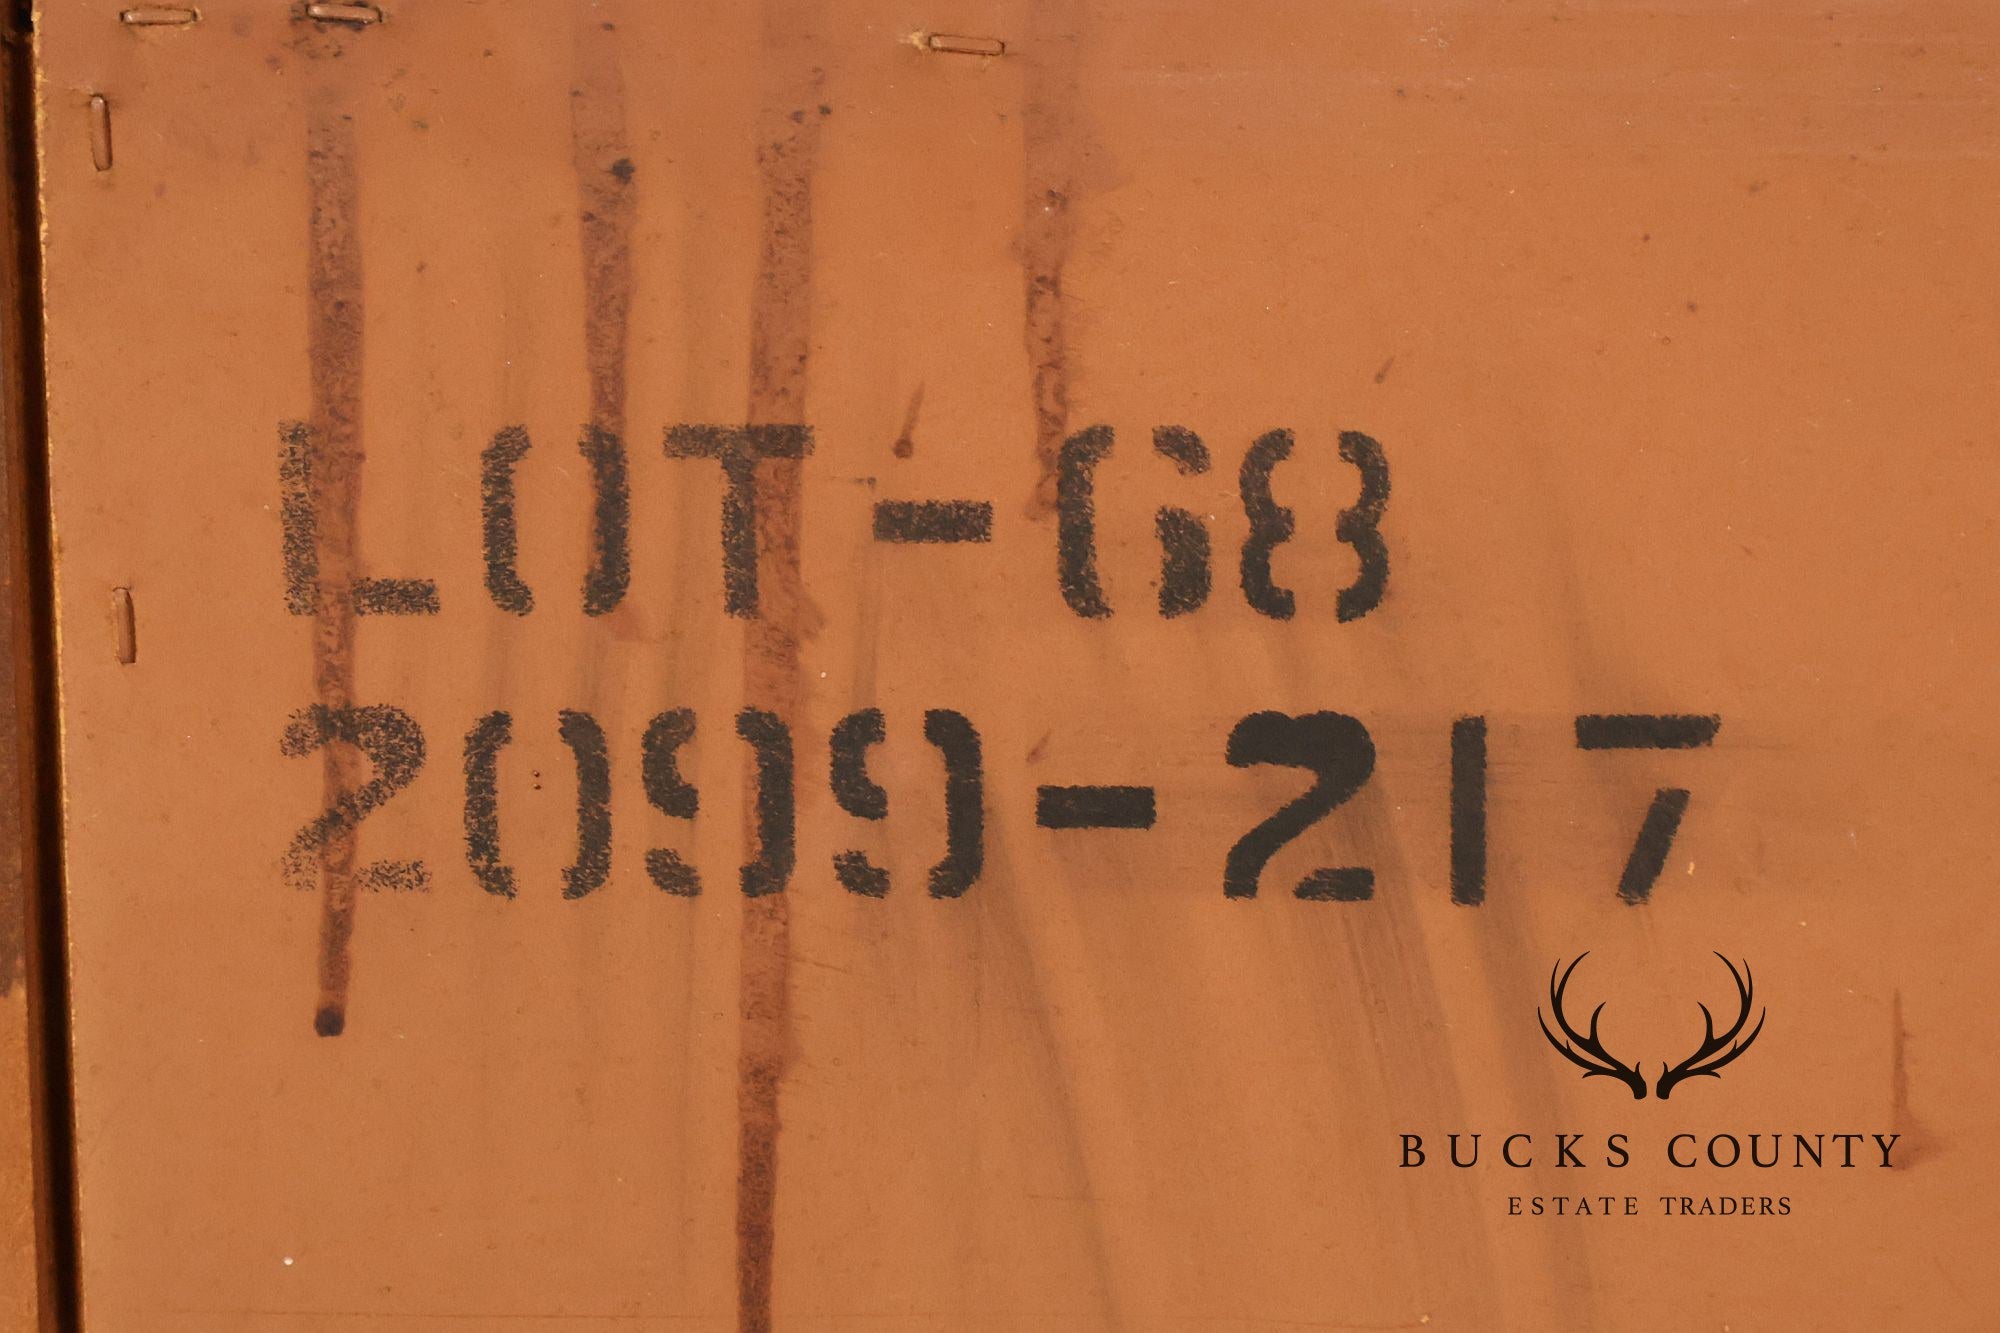 LOT-68
2099-217
BUCKS COUNTY
ESTATE TRADERS